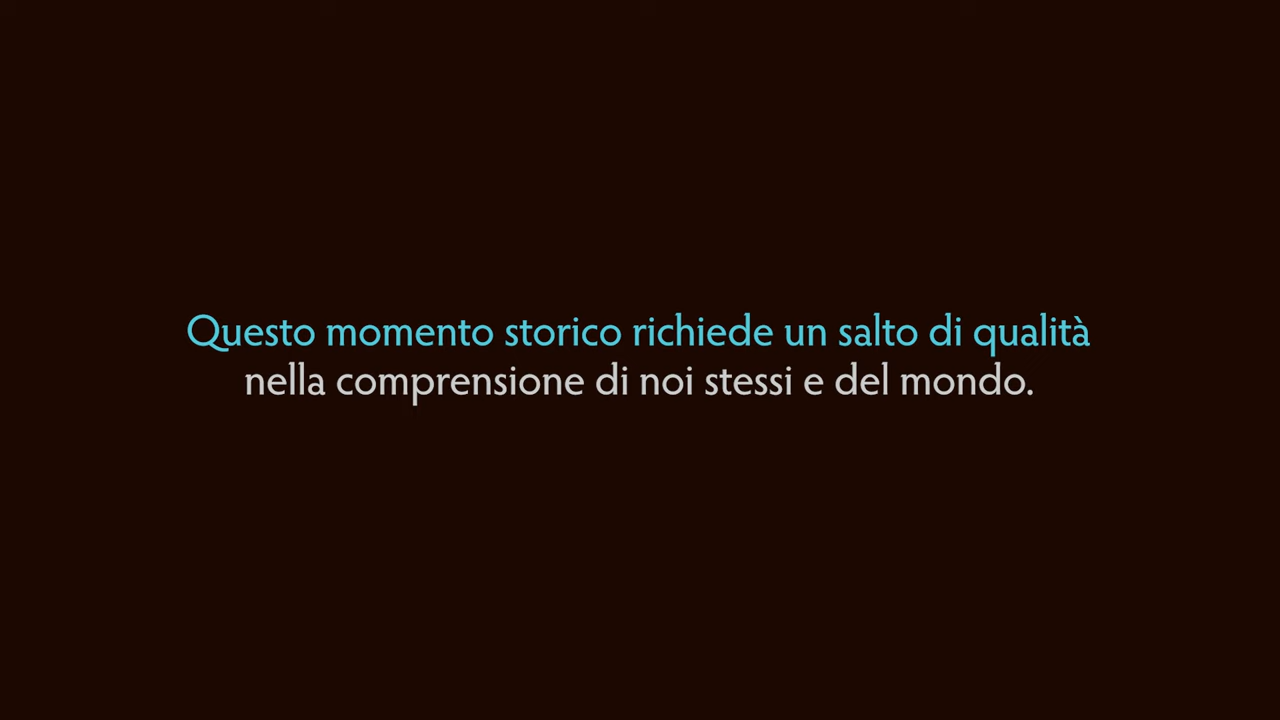 Questo momento storico richiede un salto di qualità
nella comprensione di noi stessi e del mondo.